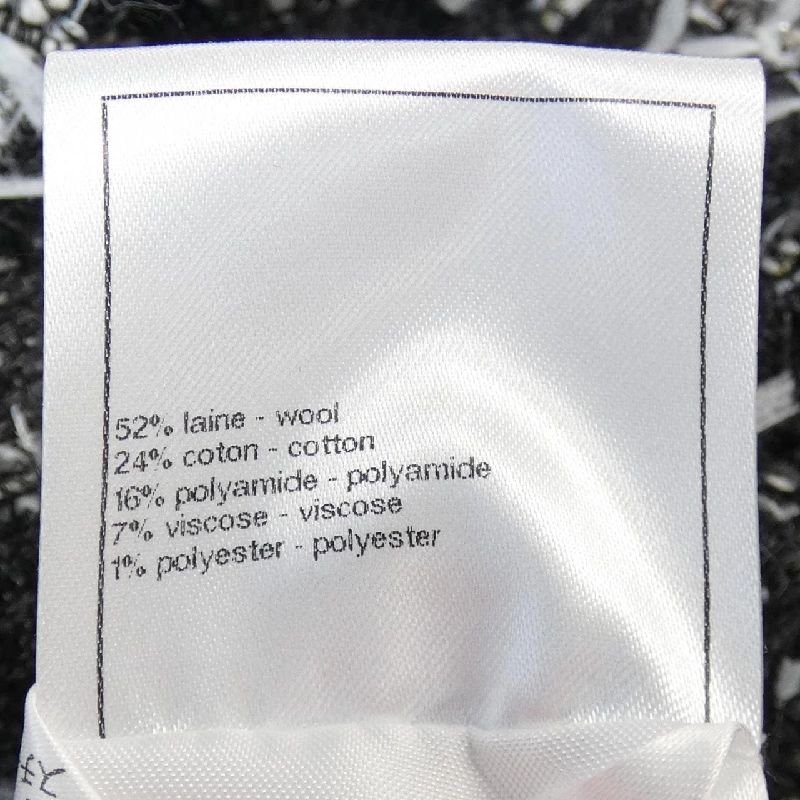 52% laine - wool
24% coton - cotton
16% polyamide - polyamide
7% viscose - viscose
1% polyester - polyester